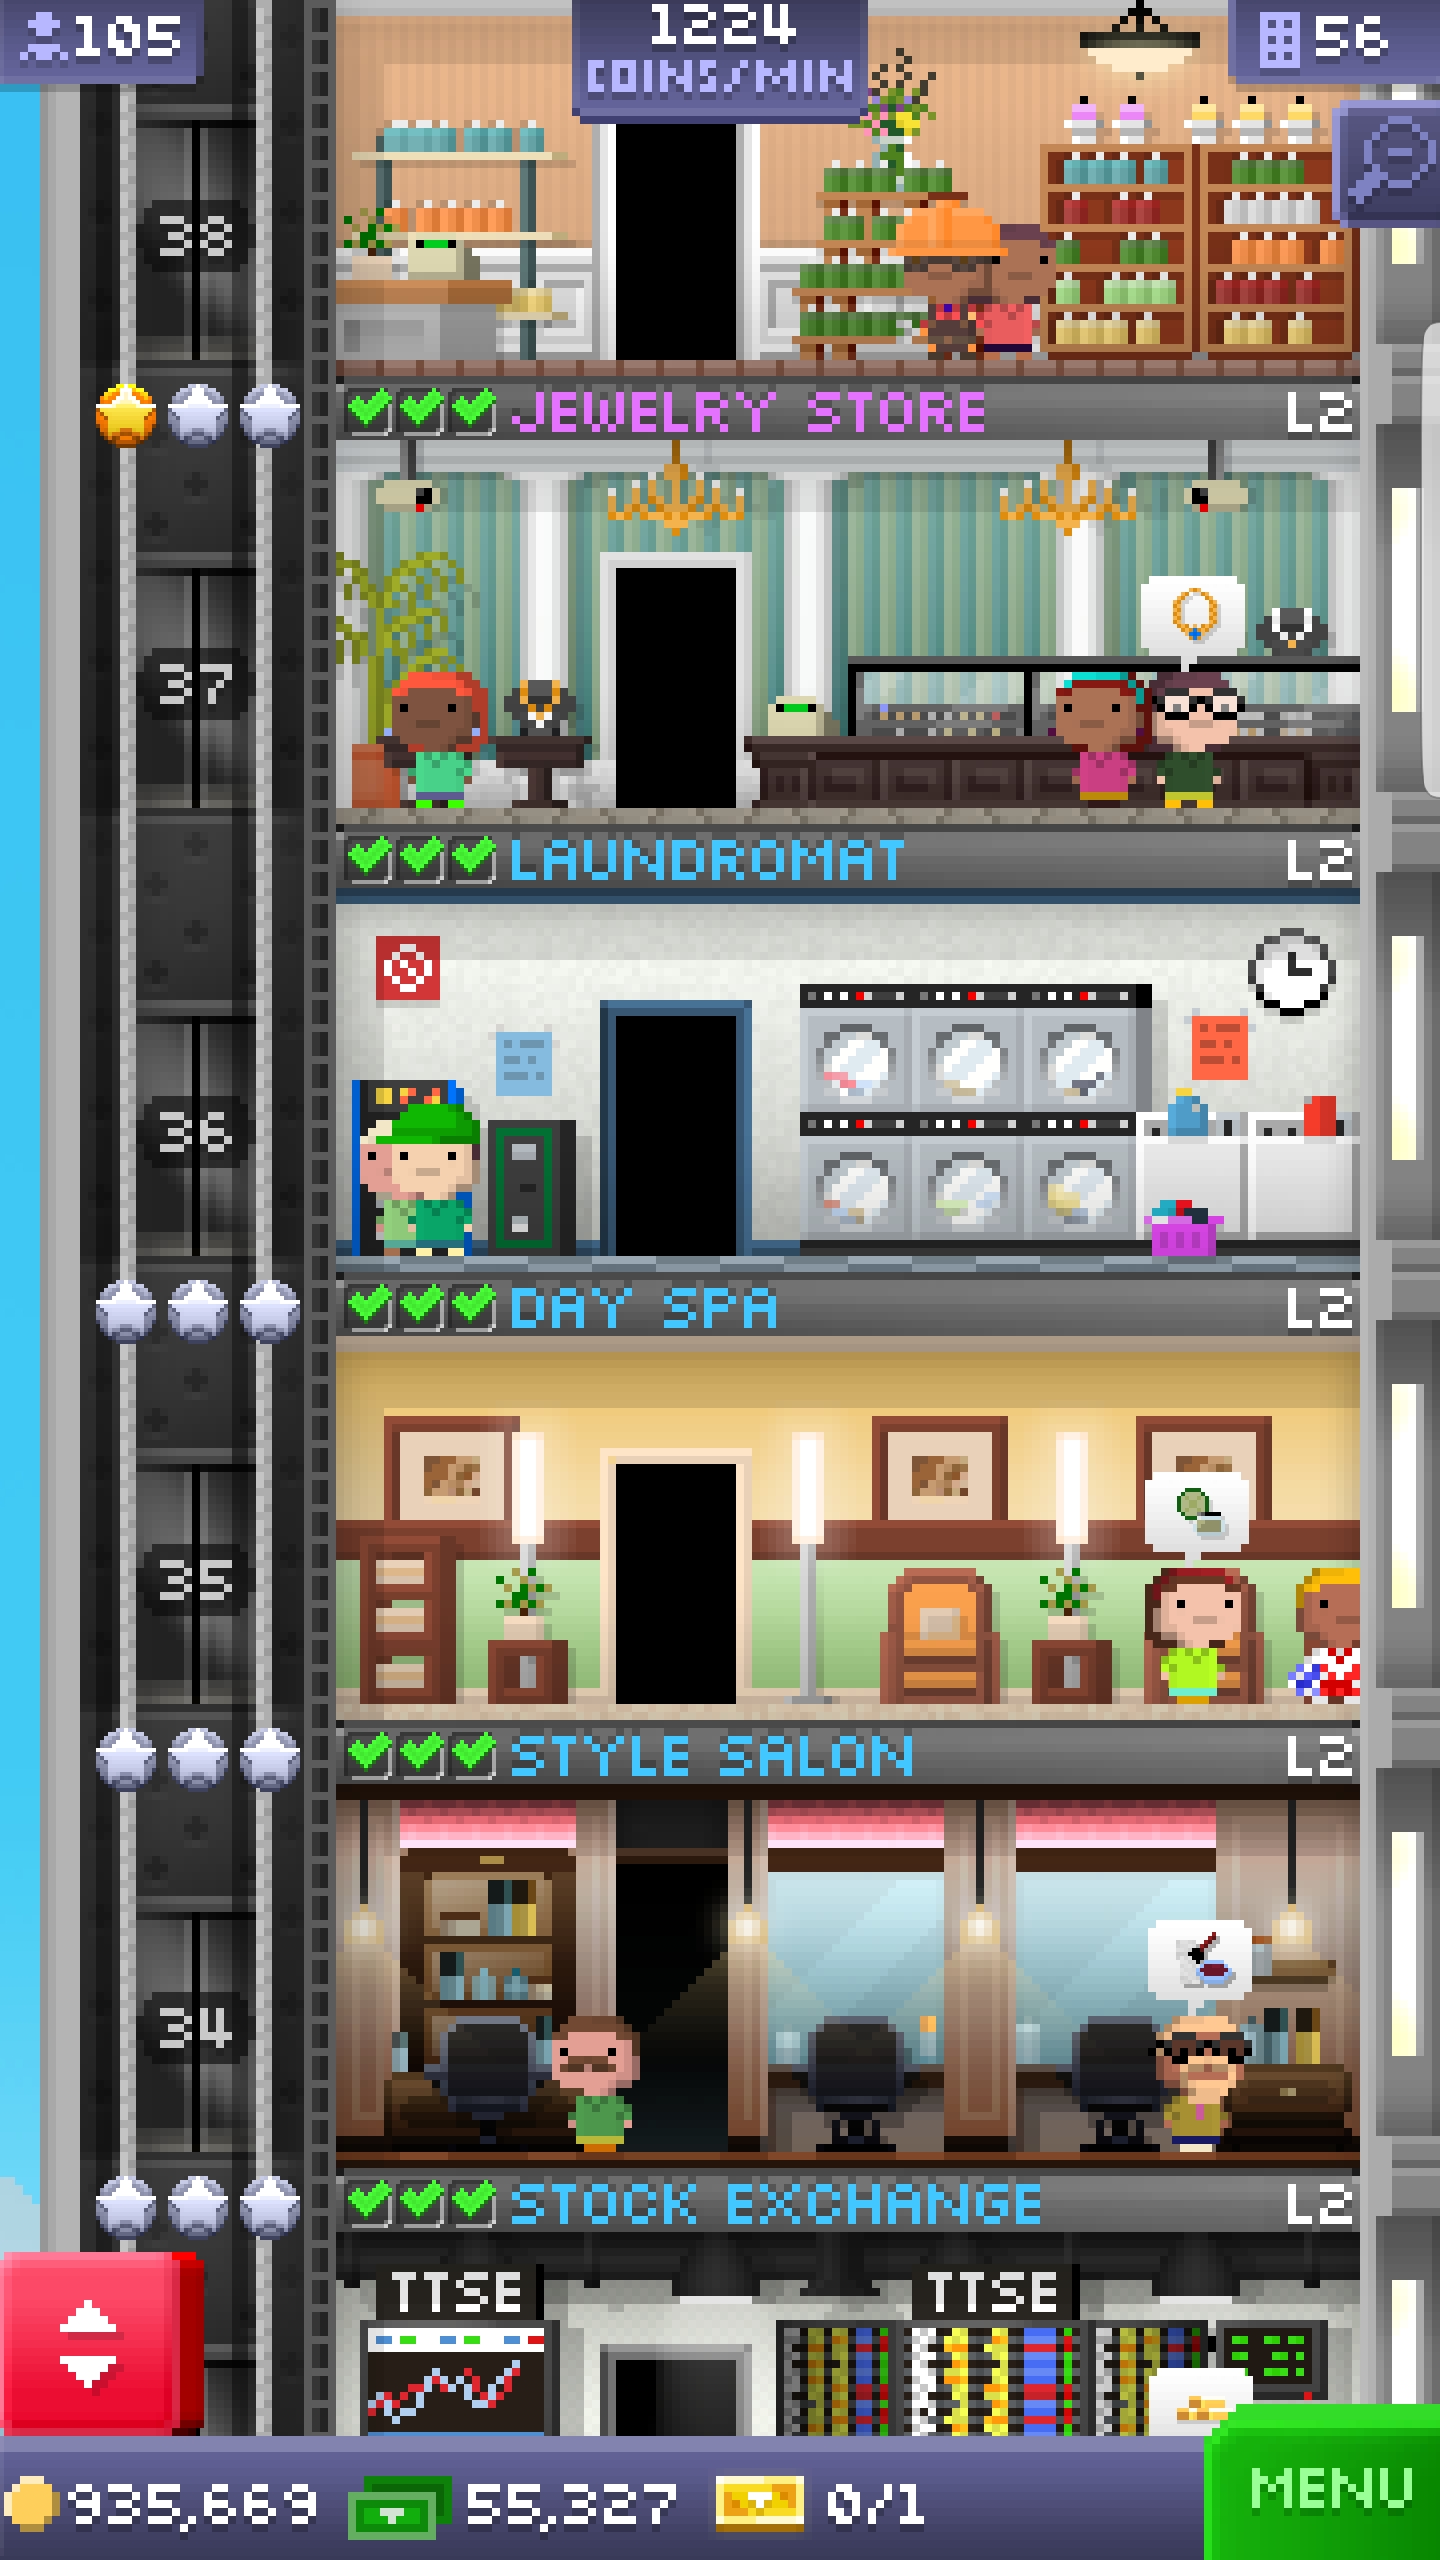 105
1224
COINS/MIN
56
38
JEWELRY STORE L2
37
LAUNDROMAT L2
36
DAY SPA L2
35
STYLE SALON L2
34
STOCK EXCHANGE L2
TTSE TTSE
935,669 55,327 0/1
MENU